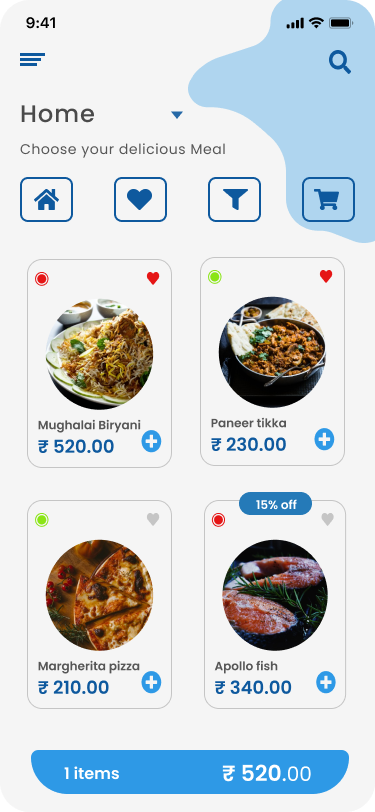 9:41
Home
Choose your delicious Meal
Mughalai Biryani
₹ 520.00
Paneer tikka
₹ 230.00
15% off
Margherita pizza
₹ 210.00
Apollo fish
₹ 340.00
1 items
₹ 520.00